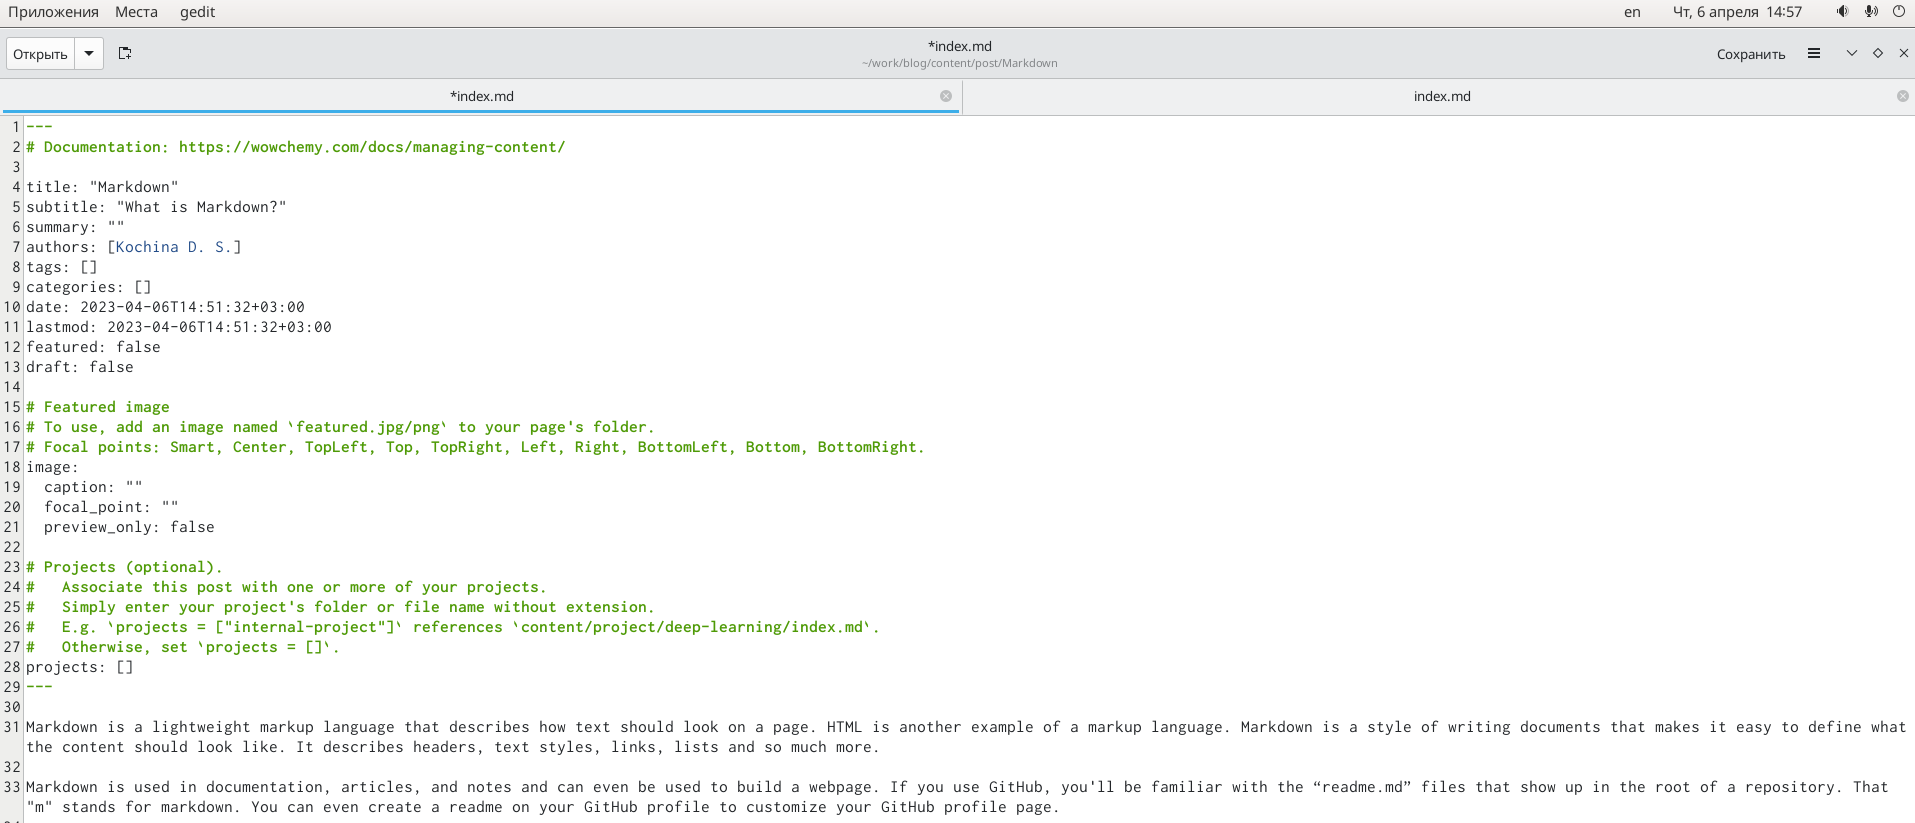 Приложения Места gedit en Чт, 6 апреля 14:57
Открыть *index.md Сохранить
~/work/blog/content/post/Markdown
*index.md index.md
1 ---
2 # Documentation: https://wowchemy.com/docs/managing-content/
3
4 title: "Markdown"
5 subtitle: "What is Markdown?"
6 summary: ""
7 authors: [Kochina D. S.]
8 tags: []
9 categories: []
10 date: 2023-04-06T14:51:32+03:00
11 lastmod: 2023-04-06T14:51:32+03:00
12 featured: false
13 draft: false
14
15 # Featured image
16 # To use, add an image named `featured.jpg/png` to your page's folder.
17 # Focal points: Smart, Center, TopLeft, Top, TopRight, Left, Right, BottomLeft, Bottom, BottomRight.
18 image:
19   caption: ""
20   focal_point: ""
21   preview_only: false
22
23 # Projects (optional).
24 #   Associate this post with one or more of your projects.
25 #   Simply enter your project's folder or file name without extension.
26 #   E.g. `projects = ["internal-project"]` references `content/project/deep-learning/index.md`.
27 #   Otherwise, set `projects = []`.
28 projects: []
29 ---
30
31 Markdown is a lightweight markup language that describes how text should look on a page. HTML is another example of a markup language. Markdown is a style of writing documents that makes it easy to define what
the content should look like. It describes headers, text styles, links, lists and so much more.
32
33 Markdown is used in documentation, articles, and notes and can even be used to build a webpage. If you use GitHub, you'll be familiar with the “readme.md” files that show up in the root of a repository. That
"m" stands for markdown. You can even create a readme on your GitHub profile to customize your GitHub profile page.